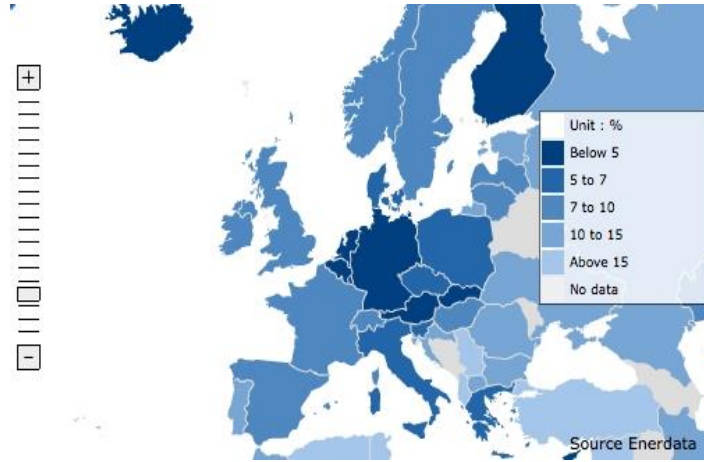 +
Unit : %
Below 5
5 to 7
7 to 10
10 to 15
Above 15
No data
−
Source Enerdata